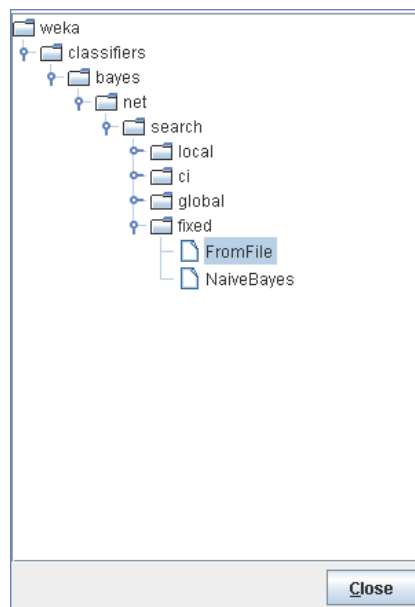 weka
classifiers
bayes
net
search
local
ci
global
fixed
FromFile
NaiveBayes
Close